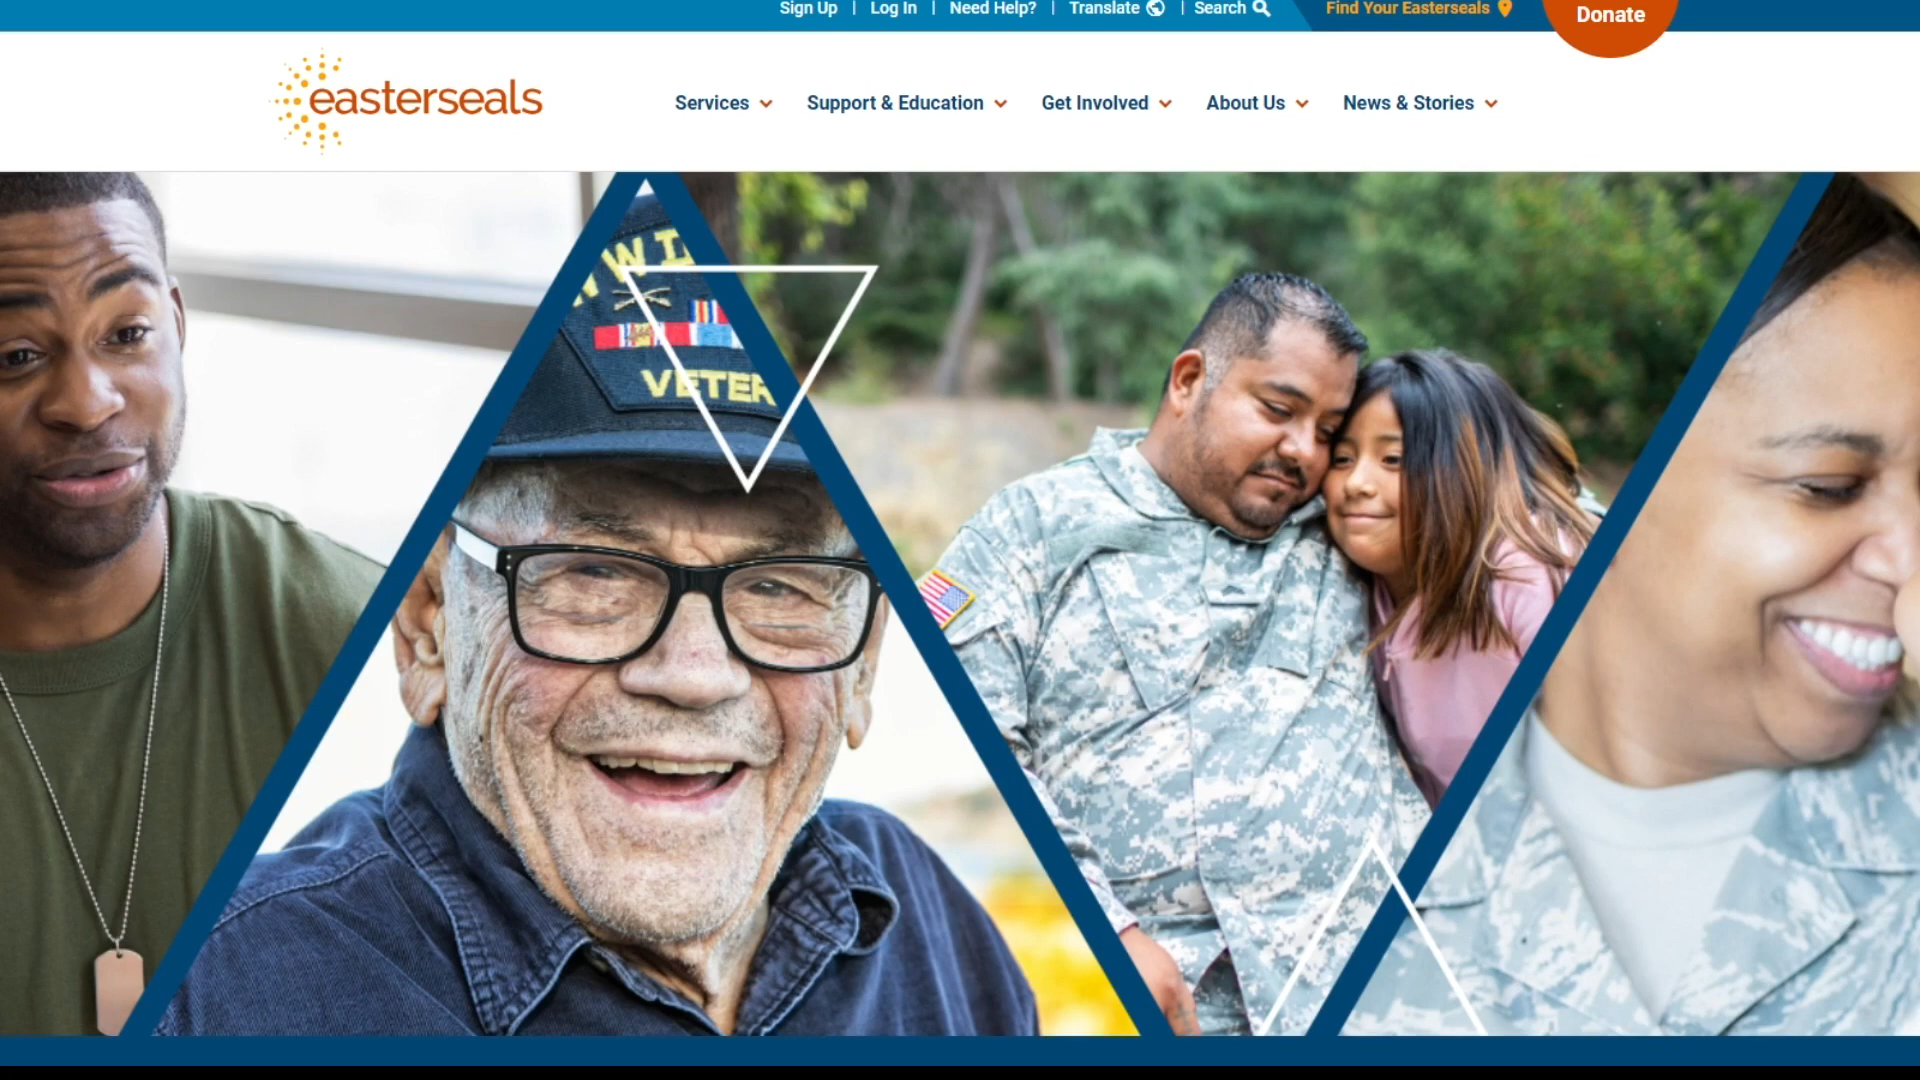 Sign Up | Log In | Need Help? | Translate | Search Find Your Easterseals Donate
easterseals Services Support & Education Get Involved About Us News & Stories
WWII
VETER